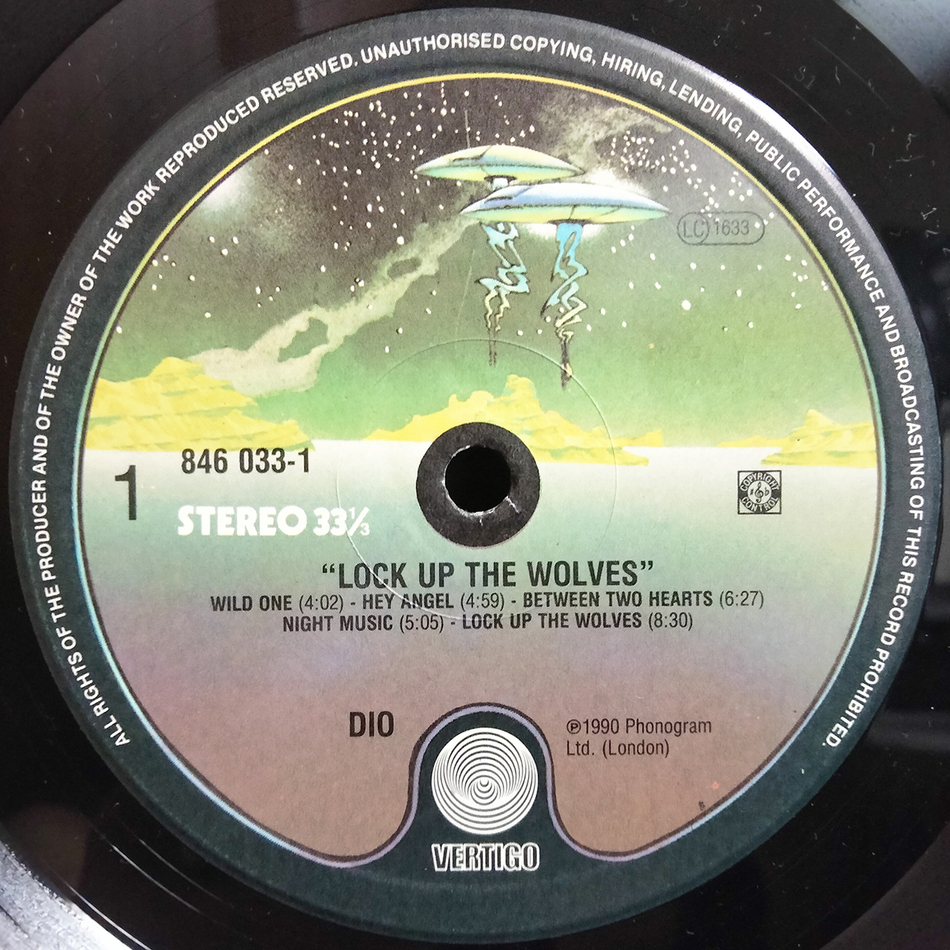 ALL RIGHTS OF THE PRODUCER AND OF THE OWNER OF THE WORK REPRODUCED RESERVED. UNAUTHORISED COPYING, HIRING, LENDING, PUBLIC PERFORMANCE AND BROADCASTING OF THIS RECORD PROHIBITED.
LC 1633
846 033-1
1
COPYRIGHT CONTROL
STEREO 33⅓
“LOCK UP THE WOLVES”
WILD ONE (4:02) - HEY ANGEL (4:59) - BETWEEN TWO HEARTS (6:27)
NIGHT MUSIC (5:05) - LOCK UP THE WOLVES (8:30)
DIO
℗1990 Phonogram
Ltd. (London)
VERTIGO